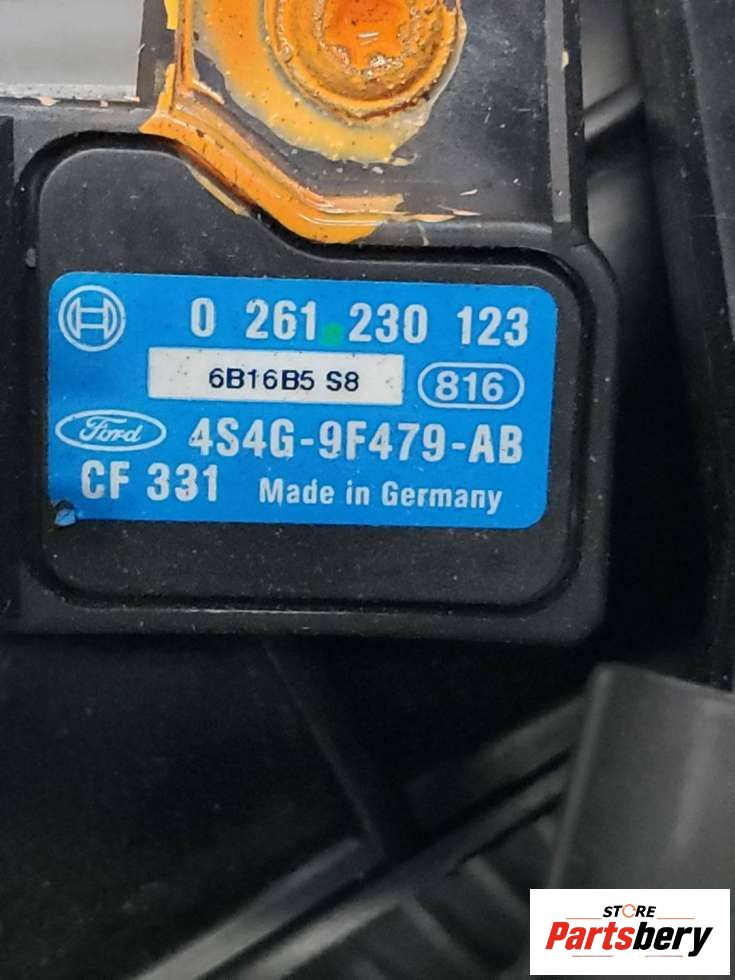 0 261 230 123
6B16B5 S8 816
Ford 4S4G-9F479-AB
CF 331 Made in Germany
STORE
Partsbery